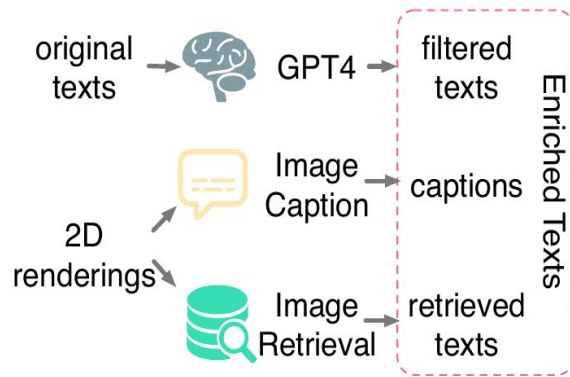 original
texts
GPT4
filtered
texts
Image
Caption
captions
2D
renderings
Image
Retrieval
retrieved
texts
Enriched Texts